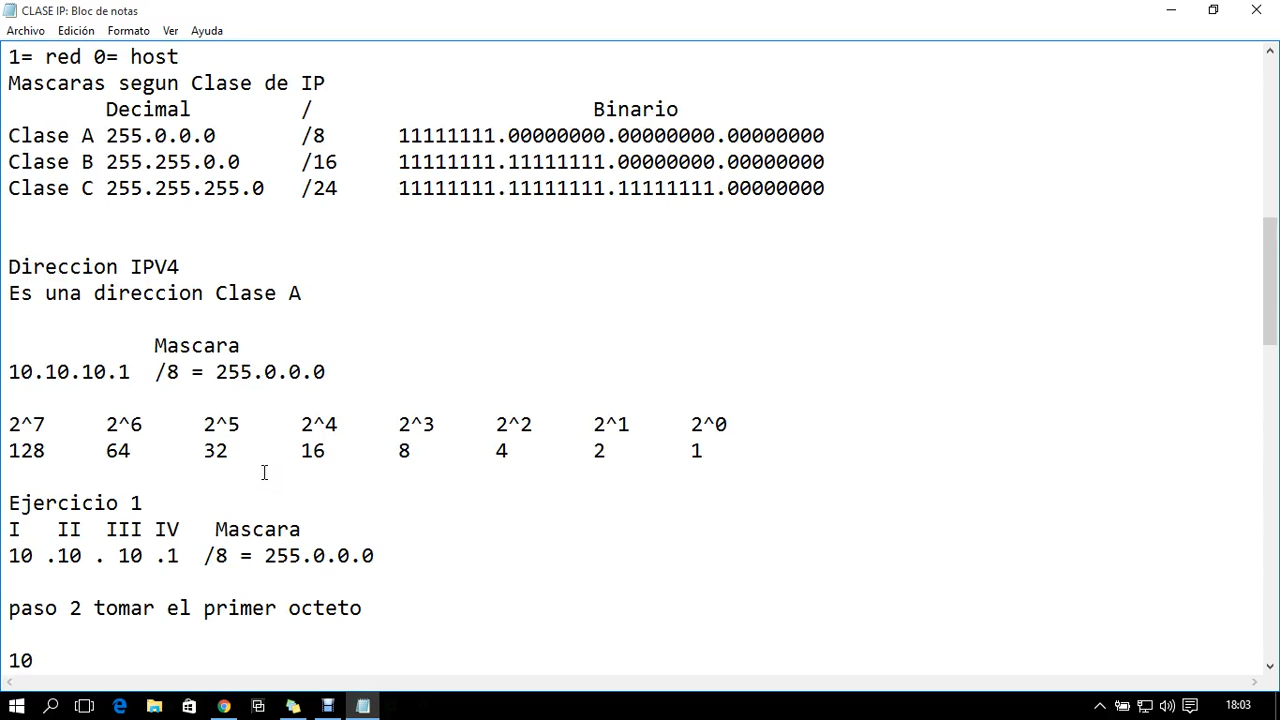 CLASE IP: Bloc de notas
Archivo Edición Formato Ver Ayuda
1= red 0= host
Mascaras segun Clase de IP
Decimal / Binario
Clase A 255.0.0.0 /8 11111111.00000000.00000000.00000000
Clase B 255.255.0.0 /16 11111111.11111111.00000000.00000000
Clase C 255.255.255.0 /24 11111111.11111111.11111111.00000000
Direccion IPV4
Es una direccion Clase A
Mascara
10.10.10.1 /8 = 255.0.0.0
2^7 2^6 2^5 2^4 2^3 2^2 2^1 2^0
128 64 32 16 8 4 2 1
Ejercicio 1
I II III IV Mascara
10 .10 . 10 .1 /8 = 255.0.0.0
paso 2 tomar el primer octeto
10
18:03